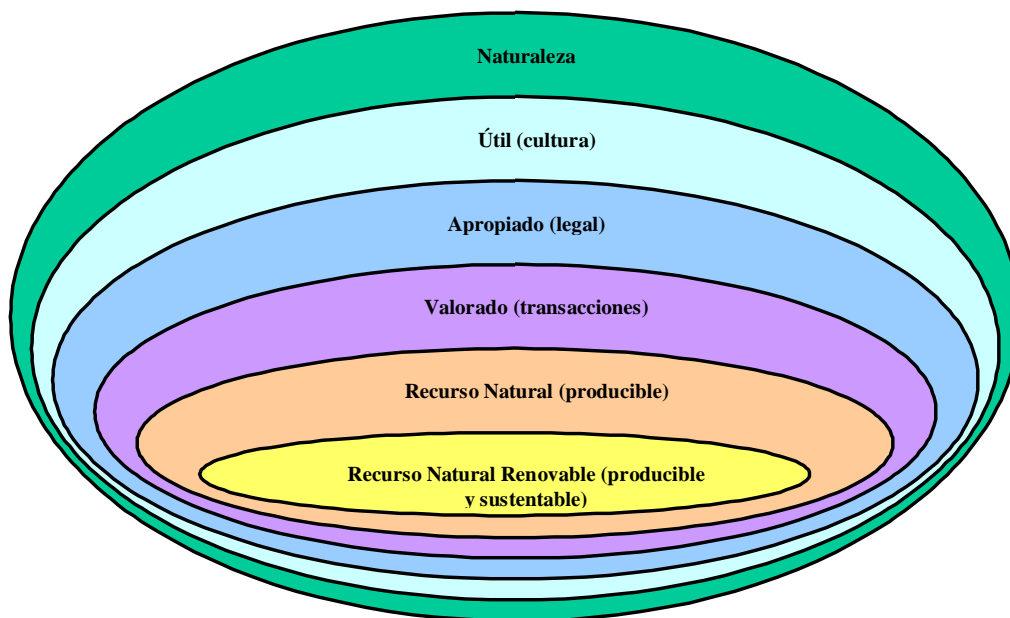 Naturaleza
Útil (cultura)
Apropiado (legal)
Valorado (transacciones)
Recurso Natural (producible)
Recurso Natural Renovable (producible
y sustentable)